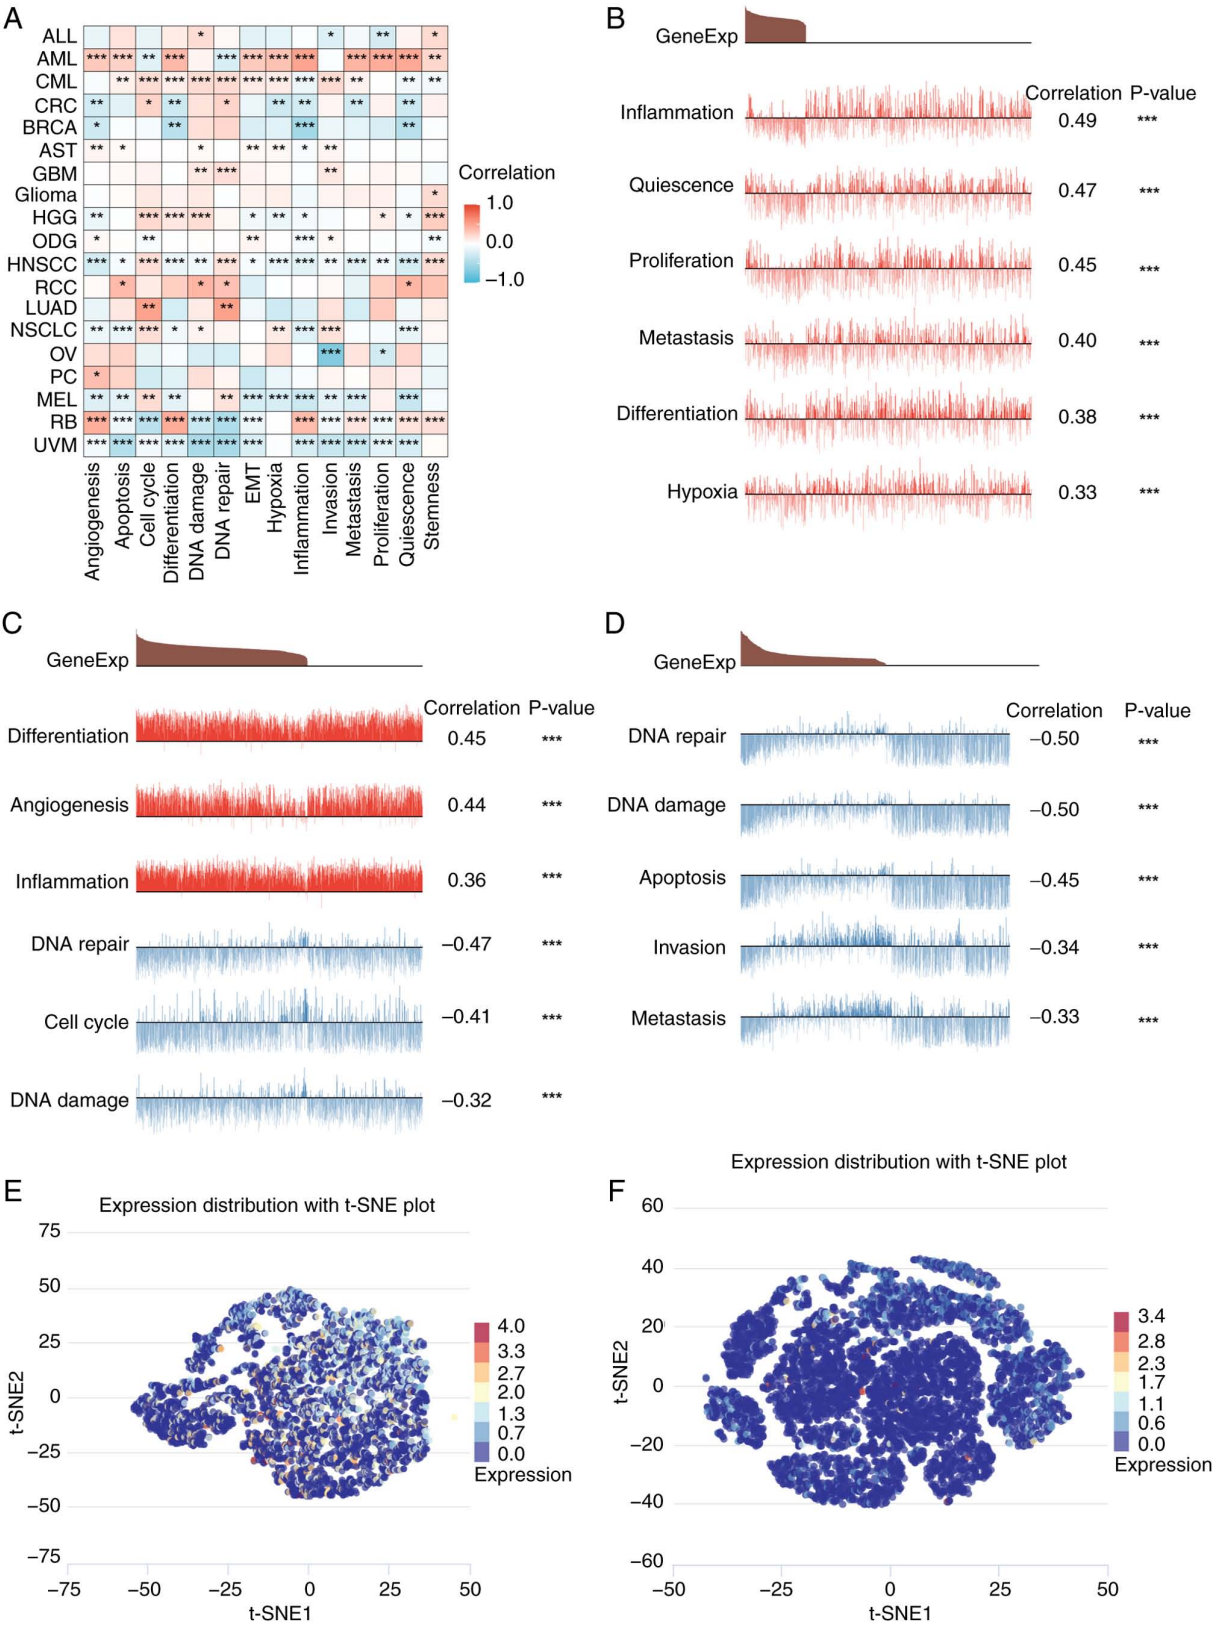 A
ALL * * ** *
AML *** *** ** *** *** *** *** *** *** *** *** **
CML ** *** *** *** *** *** *** *** *** ** ** **
CRC ** * ** * ** ** ** **
BRCA * ** *** **
AST ** * * ** ** * **
GBM ** *** **
Glioma *
HGG ** *** *** *** * ** * * * ***
ODG * ** ** *** * **
HNSCC *** * *** *** ** *** * *** *** ** *** ** *** ***
RCC * * * *
LUAD ** **
NSCLC ** *** *** * * ** *** *** ***
OV *** *
PC *
MEL ** ** ** ** ** *** *** *** ** *** ***
RB *** *** *** *** *** *** *** *** *** *** *** *** ***
UVM *** *** *** *** *** *** *** *** *** *** *** ***
Angiogenesis
Apoptosis
Cell cycle
Differentiation
DNA damage
DNA repair
EMT
Hypoxia
Inflammation
Invasion
Metastasis
Proliferation
Quiescence
Stemness
Correlation
1.0
0.0
−1.0
B
GeneExp
Correlation P-value
Inflammation 0.49 ***
Quiescence 0.47 ***
Proliferation 0.45 ***
Metastasis 0.40 ***
Differentiation 0.38 ***
Hypoxia 0.33 ***
C
GeneExp
Correlation P-value
Differentiation 0.45 ***
Angiogenesis 0.44 ***
Inflammation 0.36 ***
DNA repair −0.47 ***
Cell cycle −0.41 ***
DNA damage −0.32 ***
D
GeneExp
Correlation P-value
DNA repair −0.50 ***
DNA damage −0.50 ***
Apoptosis −0.45 ***
Invasion −0.34 ***
Metastasis −0.33 ***
E
Expression distribution with t-SNE plot
75
50
25
0
−25
−50
−75
t-SNE2
−75 −50 −25 0 25 50
t-SNE1
4.0
3.3
2.7
2.0
1.3
0.7
0.0
Expression
F
Expression distribution with t-SNE plot
60
40
20
0
−20
−40
−60
t-SNE2
−50 −25 0 25 50
t-SNE1
3.4
2.8
2.3
1.7
1.1
0.6
0.0
Expression